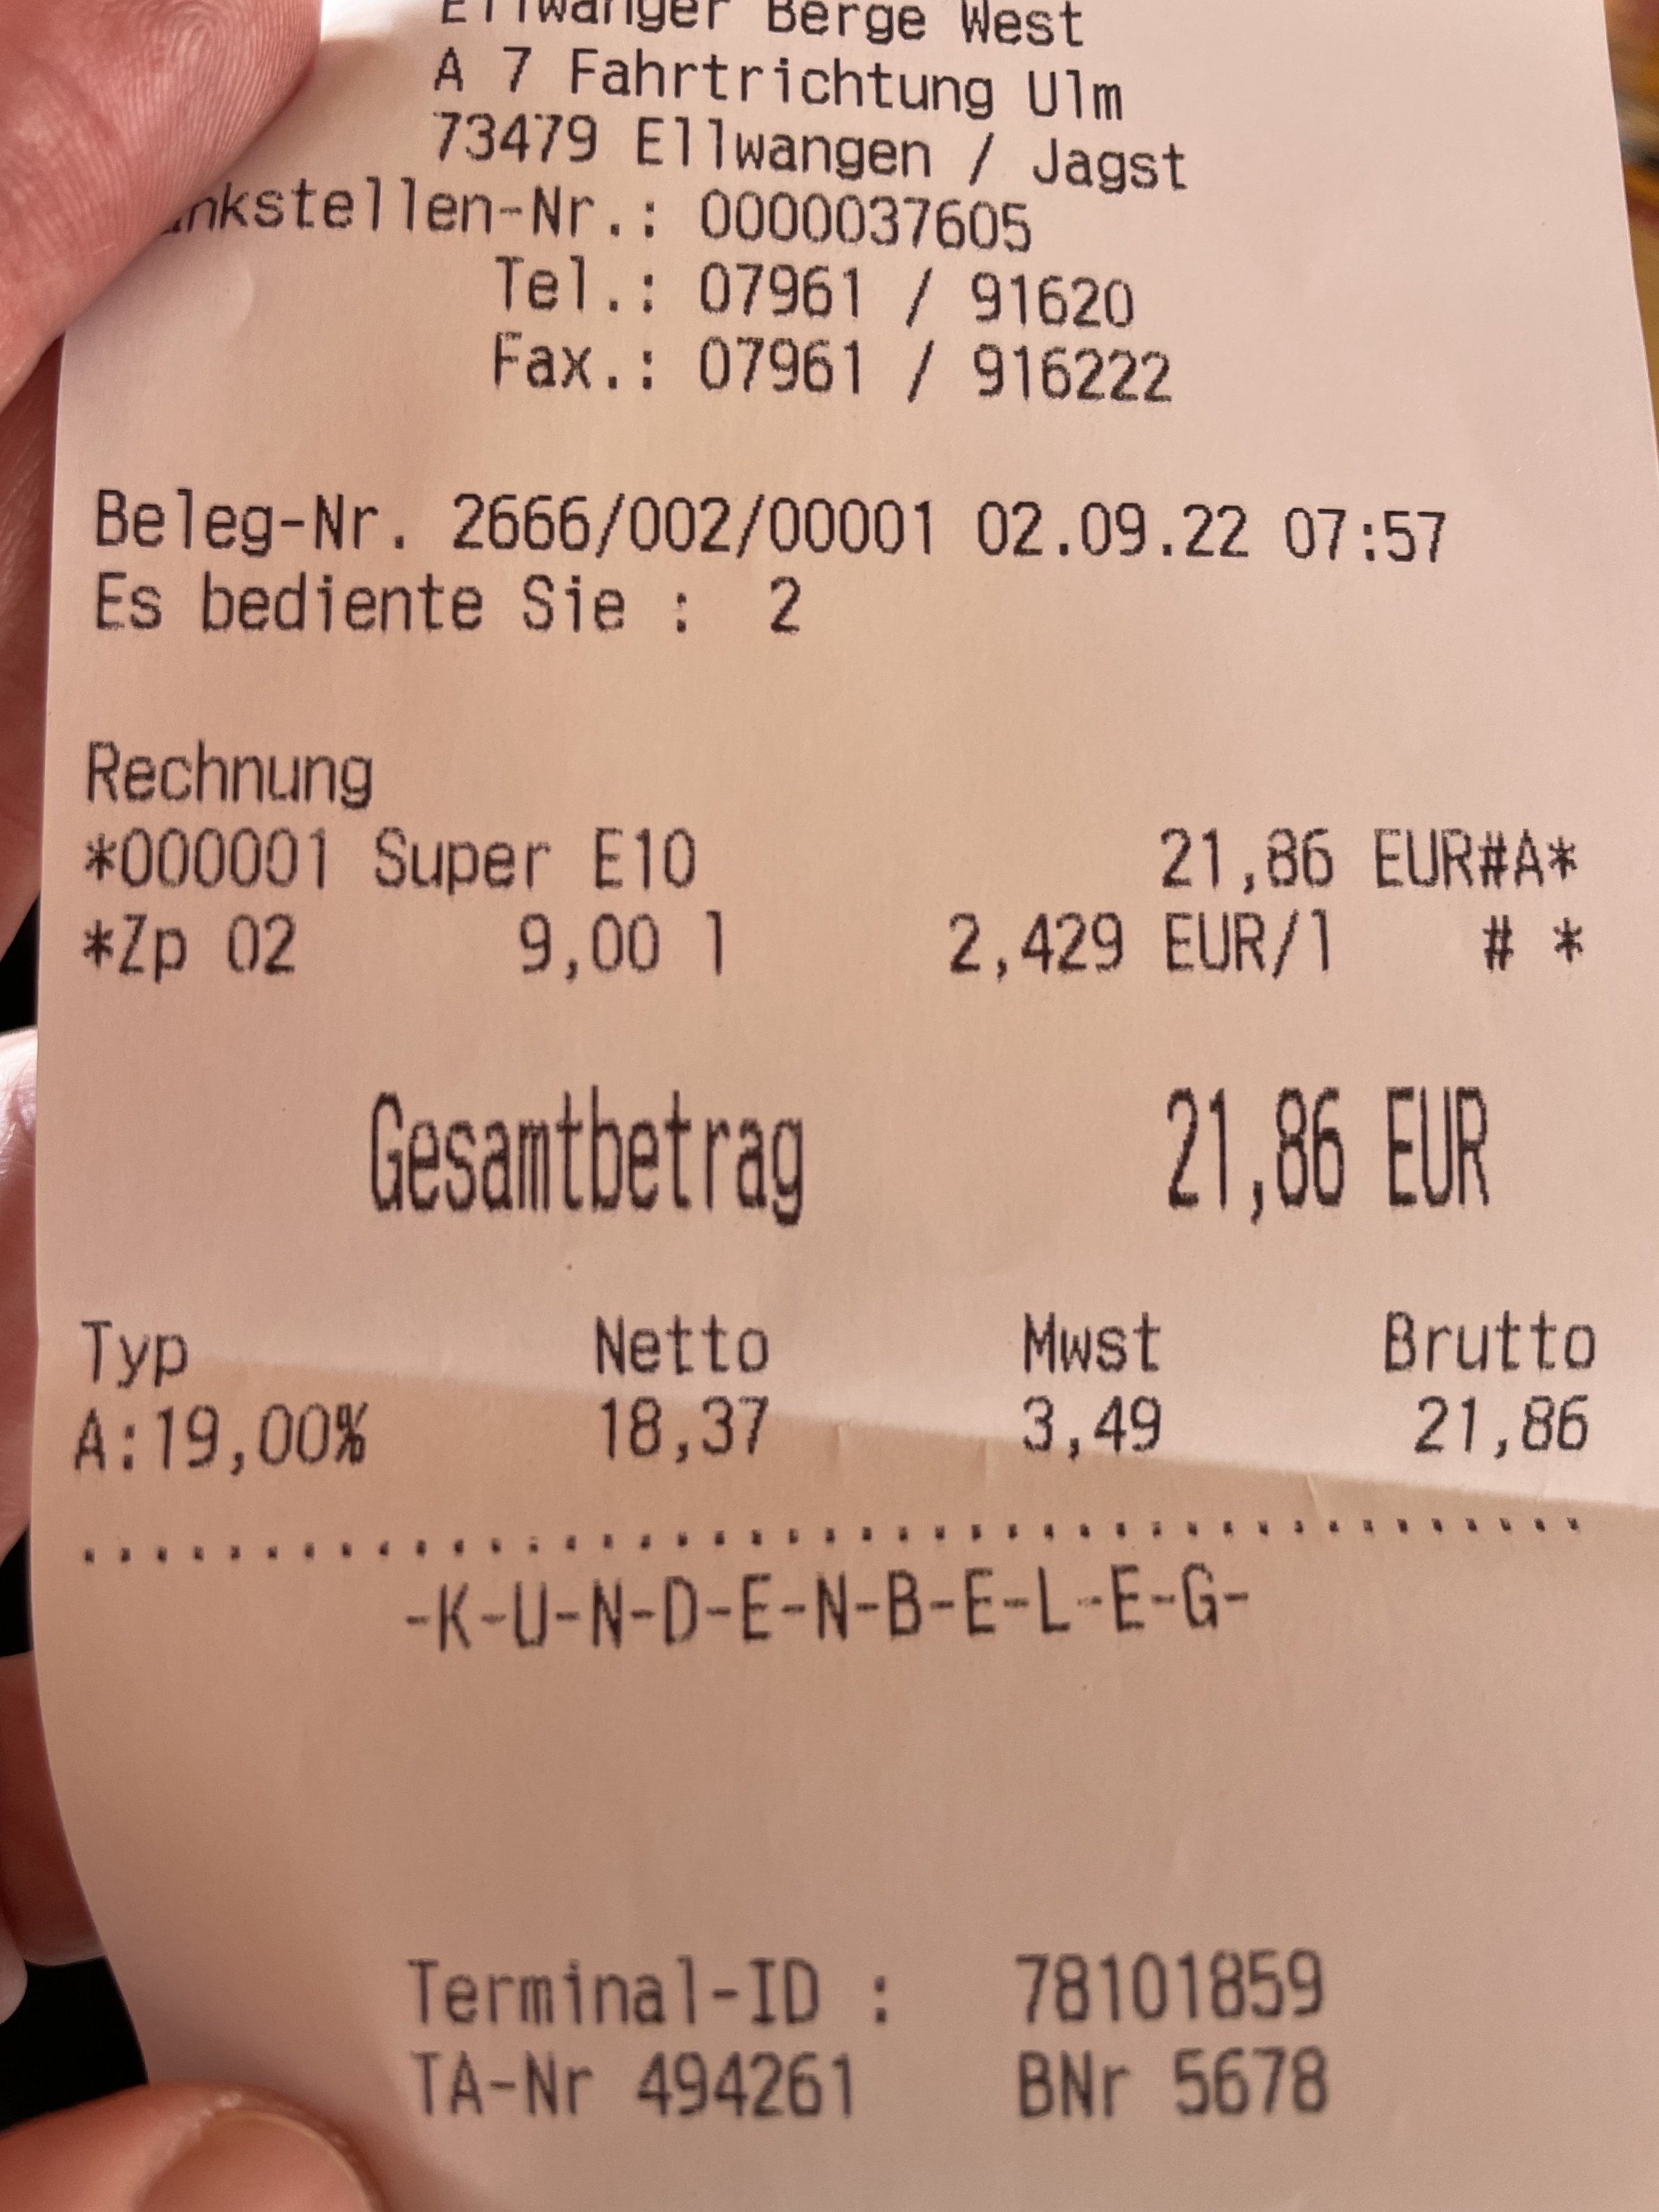 Ellwanger Berge West
A 7 Fahrtrichtung Ulm
73479 Ellwangen / Jagst
nkstellen-Nr.: 0000037605
Tel.: 07961 / 91620
Fax.: 07961 / 916222
Beleg-Nr. 2666/002/00001 02.09.22 07:57
Es bediente Sie : 2
Rechnung
*000001 Super E10 21,86 EUR#A*
*Zp 02 9,00 l 2,429 EUR/l # *
Gesamtbetrag 21,86 EUR
Typ Netto Mwst Brutto
A:19,00% 18,37 3,49 21,86
..........................................
-K-U-N-D-E-N-B-E-L-E-G-
Terminal-ID : 78101859
TA-Nr 494261 BNr 5678